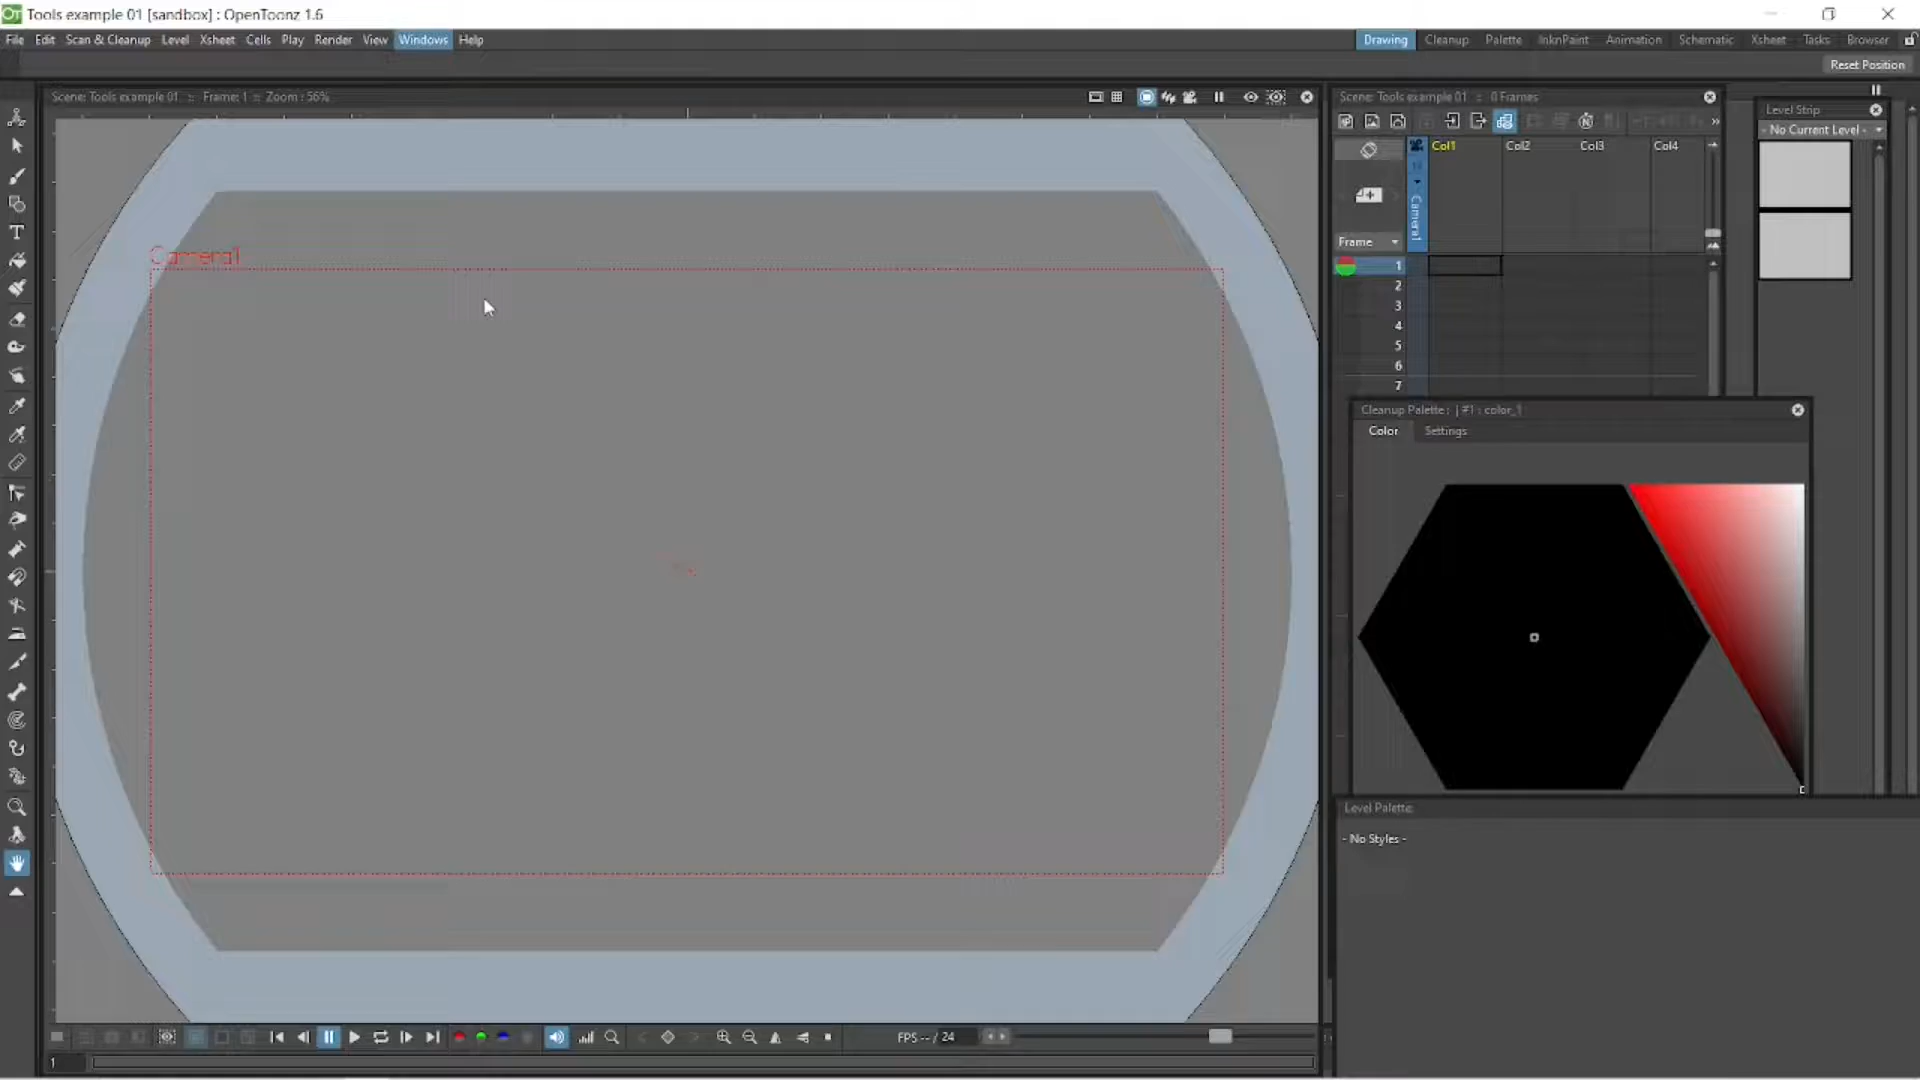 Tools example 01 [sandbox] : OpenToonz 1.6
File Edit Scan & Cleanup Level Xsheet Cells Play Render View Windows Help
Drawing Cleanup Palette InknPaint Animation Schematic Xsheet Tasks Browser
Reset Position
Scene: Tools example 01 :: Frame: 1 :: Zoom : 56%
Scene: Tools example 01 :: 0 Frames
Level Strip
- No Current Level -
Col1 Col2 Col3 Col4
Camera1
Frame
1
2
3
4
5
6
7
Camera1
Cleanup Palette : | #1 : color_1
Color Settings
Level Palette:
- No Styles -
FPS -- / 24
1